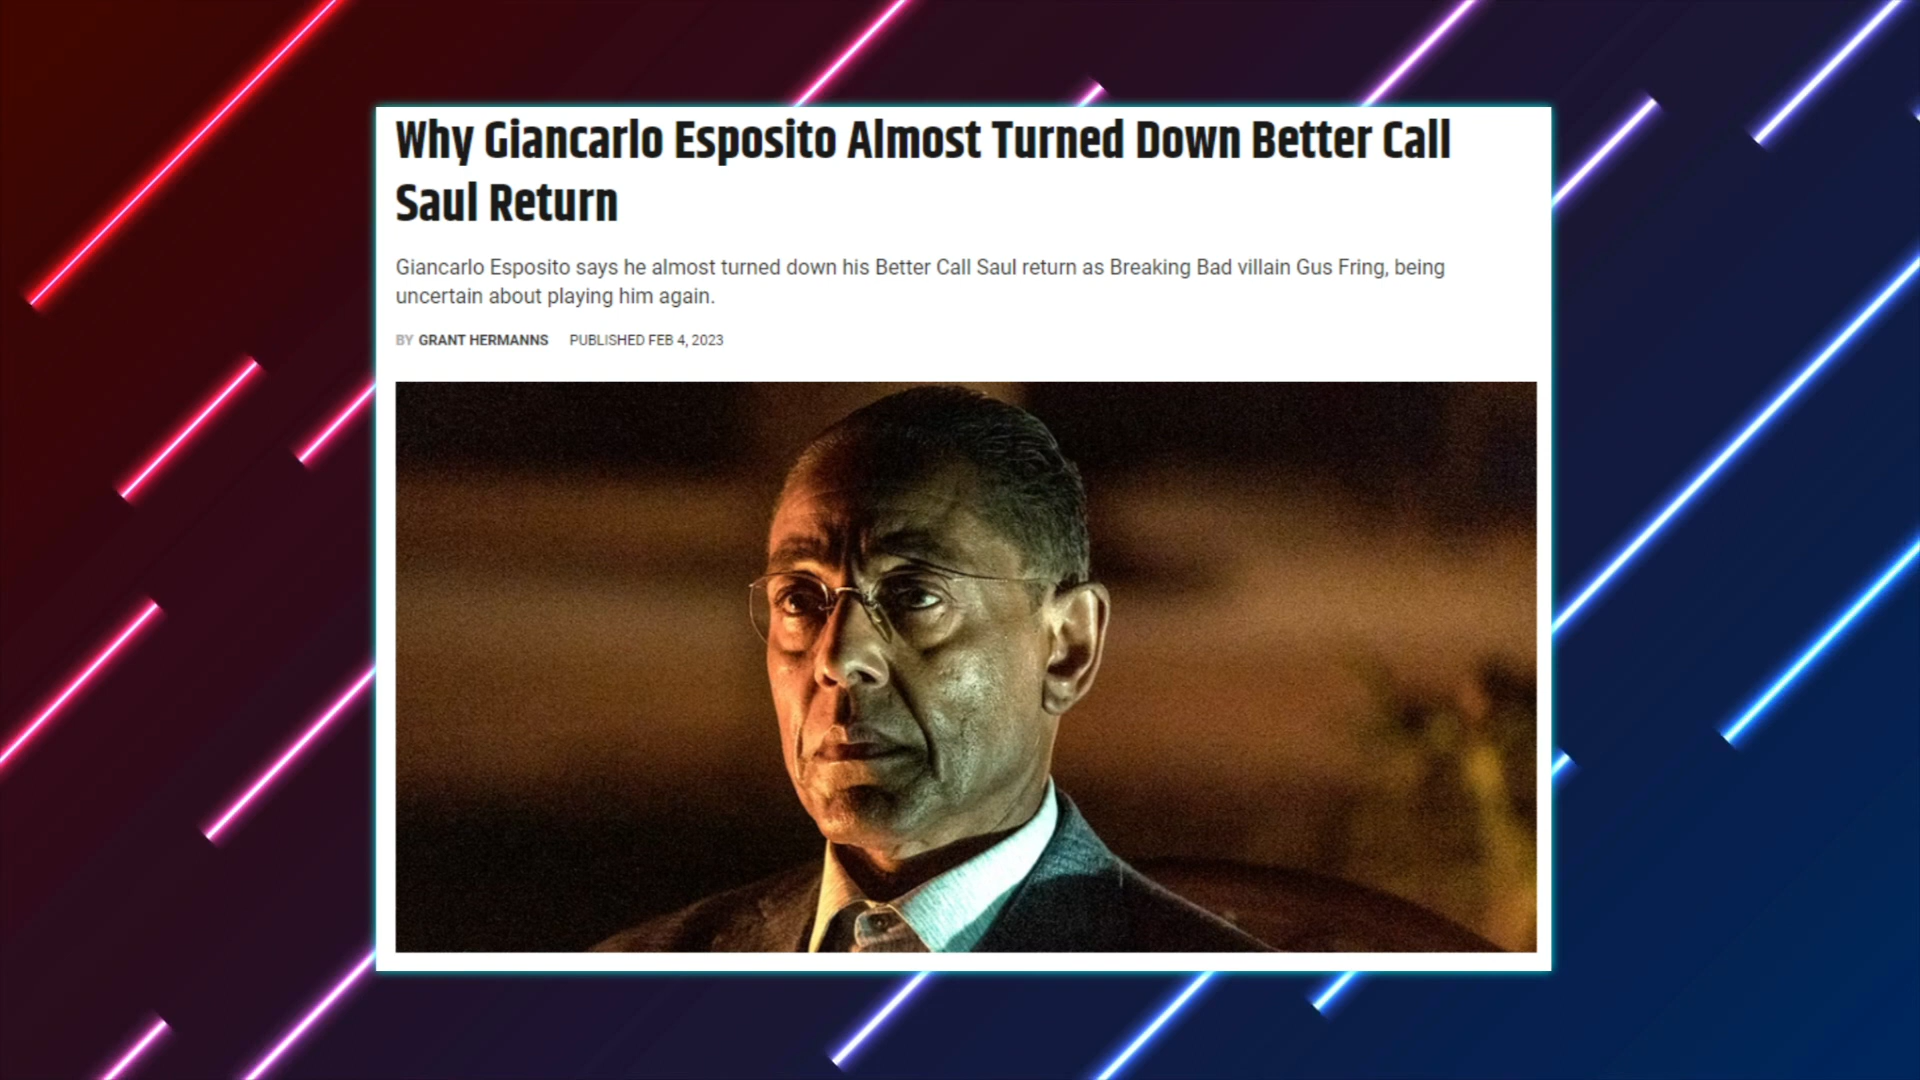 Why Giancarlo Esposito Almost Turned Down Better Call
Saul Return
Giancarlo Esposito says he almost turned down his Better Call Saul return as Breaking Bad villain Gus Fring, being
uncertain about playing him again.
BY GRANT HERMANNS PUBLISHED FEB 4, 2023